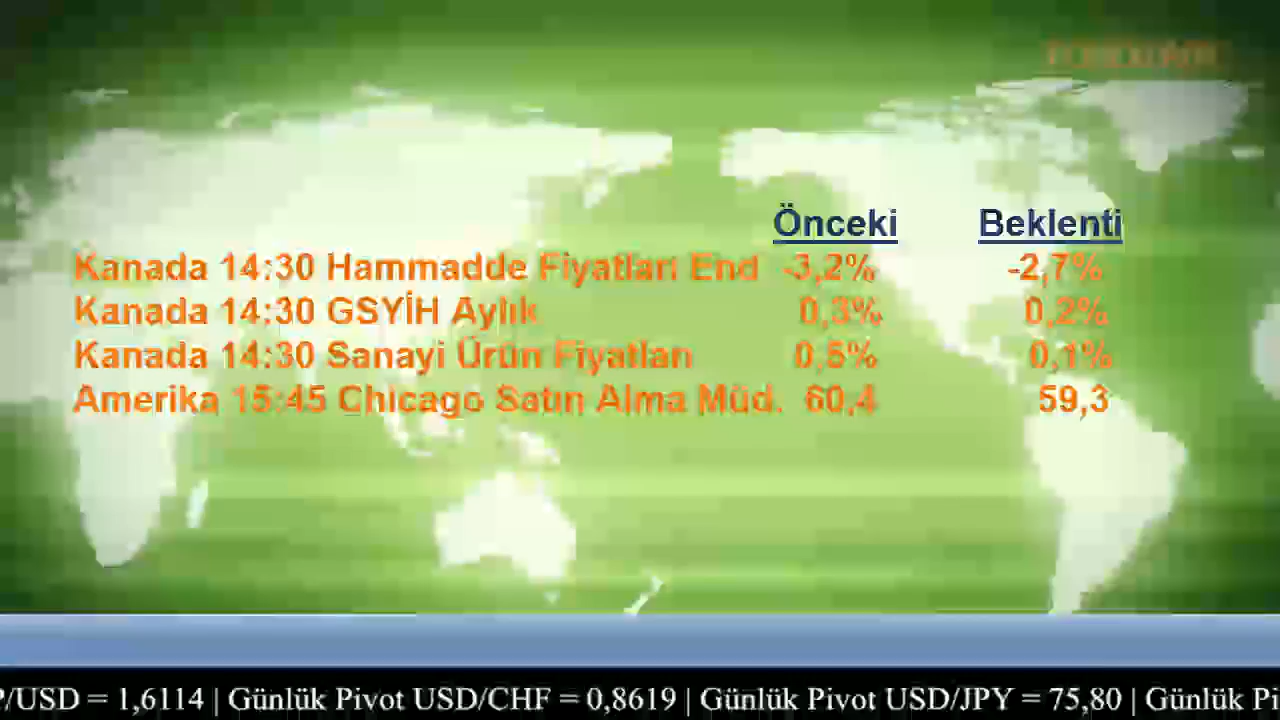 Önceki Beklenti
Kanada 14:30 Hammadde Fiyatları End -3,2% -2,7%
Kanada 14:30 GSYİH Aylık 0,3% 0,2%
Kanada 14:30 Sanayi Ürün Fiyatları 0,5% 0,1%
Amerika 15:45 Chicago Satın Alma Müd. 60,4 59,3
P/USD = 1,6114 | Günlük Pivot USD/CHF = 0,8619 | Günlük Pivot USD/JPY = 75,80 | Günlük Pi